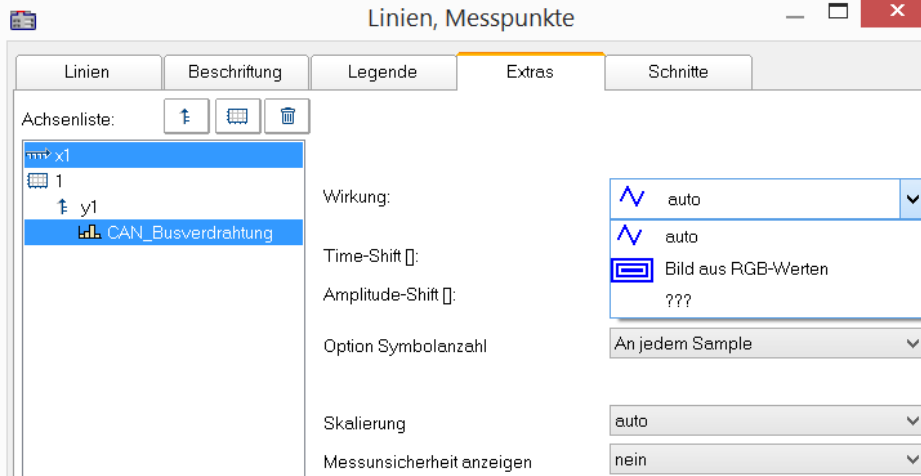 Linien, Messpunkte
Linien
Beschriftung
Legende
Extras
Schnitte
Achsenliste:
x1
1
y1
CAN_Busverdrahtung
Wirkung:
auto
auto
Bild aus RGB-Werten
???
Time-Shift []:
Amplitude-Shift []:
Option Symbolanzahl
An jedem Sample
Skalierung
auto
Messunsicherheit anzeigen
nein